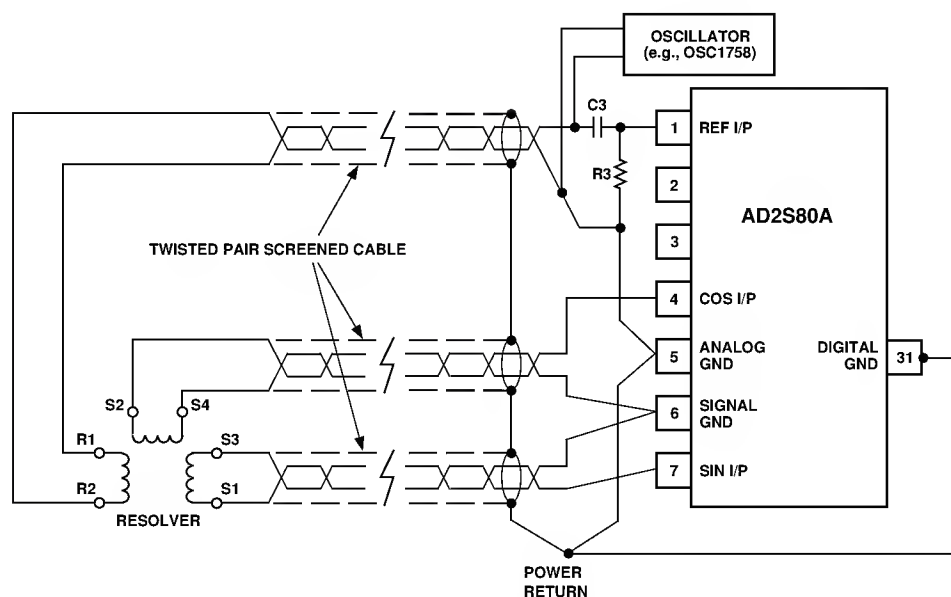 OSCILLATOR
(e.g., OSC1758)
C3
1
REF I/P
R3
2
AD2S80A
3
TWISTED PAIR SCREENED CABLE
4
COS I/P
5
ANALOG
GND
DIGITAL
GND
31
S2
S4
6
SIGNAL
GND
R1
S3
7
SIN I/P
R2
S1
RESOLVER
POWER
RETURN